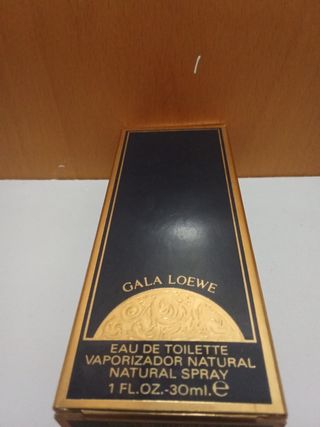 GALA LOEWE
EAU DE TOILETTE
VAPORIZADOR NATURAL
NATURAL SPRAY
1 FL.OZ.-30ml.℮